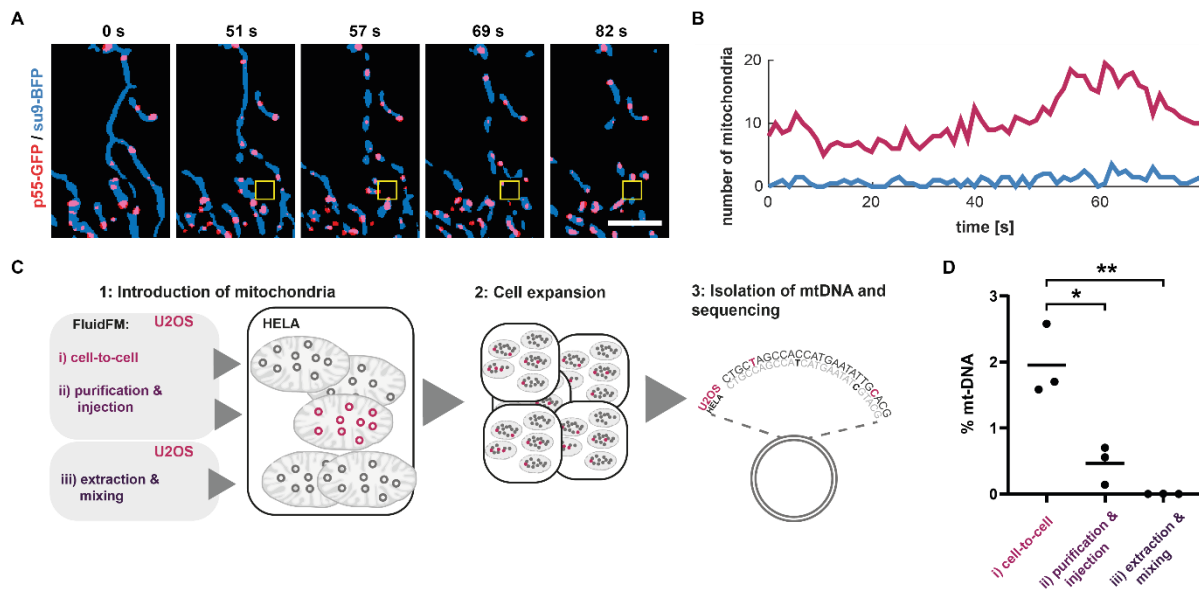 A
0 s
51 s
57 s
69 s
82 s
p55-GFP / su9-BFP
B
number of mitochondria
20
10
0
0
20
40
60
time [s]
C
1: Introduction of mitochondria
FluidFM: U2OS
i) cell-to-cell
ii) purification &
injection
U2OS
iii) extraction &
mixing
HELA
2: Cell expansion
3: Isolation of mtDNA and
sequencing
U2OS CTGCTAGCCACCATGAATATTGCACG
HELA CTGCCAGCCATCATGAATATCGTACG
D
**
*
% mt-DNA
3
2
1
0
i) cell-to-cell
ii) purification &
injection
iii) extraction &
mixing